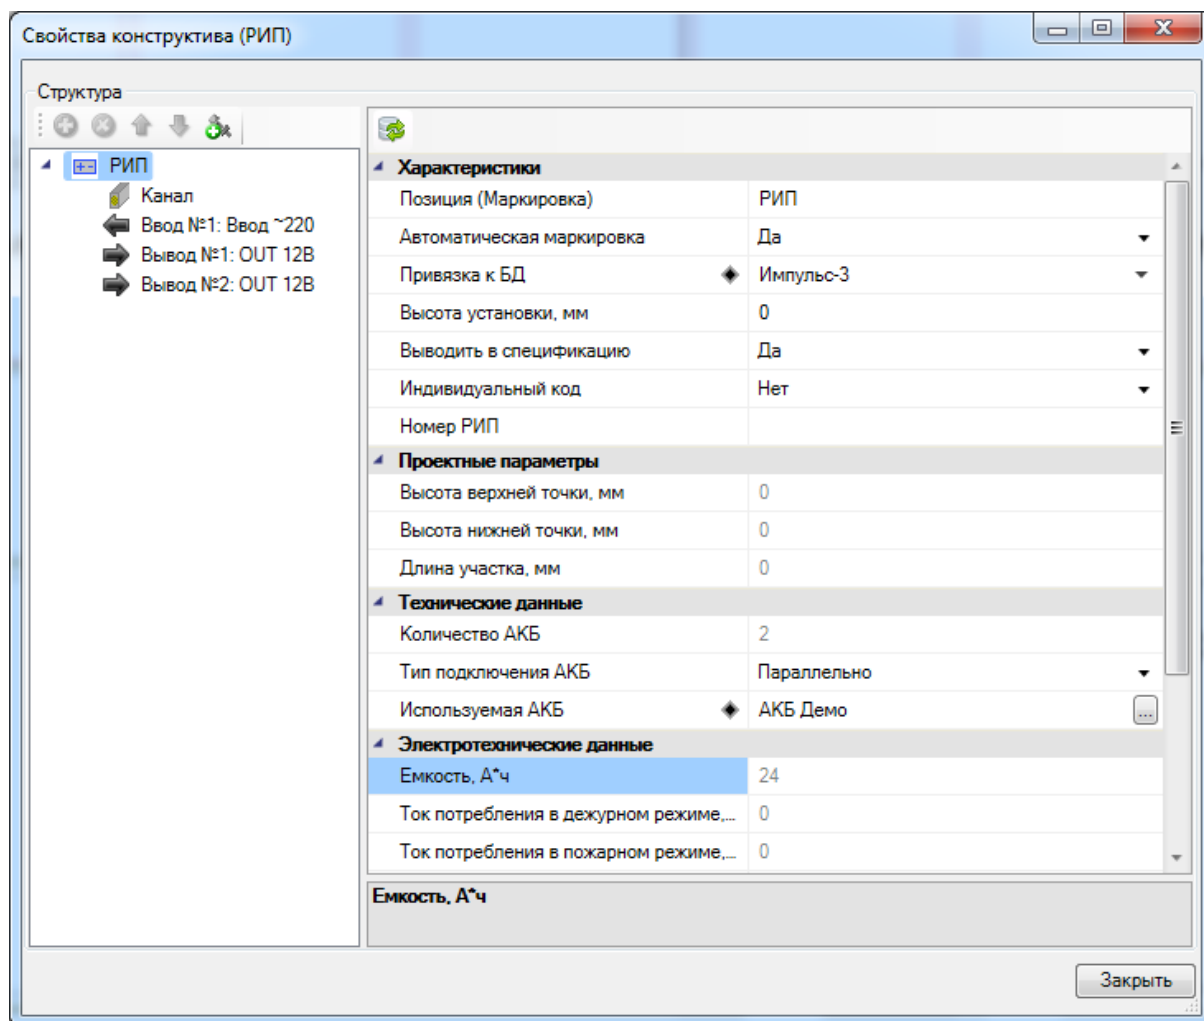 Свойства конструктива (РИП)
Структура
РИП
Канал
Ввод №1: Ввод ~220
Вывод №1: OUT 12В
Вывод №2: OUT 12В
Характеристики
Позиция (Маркировка) РИП
Автоматическая маркировка Да
Привязка к БД Импульс-3
Высота установки, мм 0
Выводить в спецификацию Да
Индивидуальный код Нет
Номер РИП
Проектные параметры
Высота верхней точки, мм 0
Высота нижней точки, мм 0
Длина участка, мм 0
Технические данные
Количество АКБ 2
Тип подключения АКБ Параллельно
Используемая АКБ АКБ Демо ...
Электротехнические данные
Емкость, А*ч 24
Ток потребления в дежурном режиме,... 0
Ток потребления в пожарном режиме,... 0
Емкость, А*ч
Закрыть